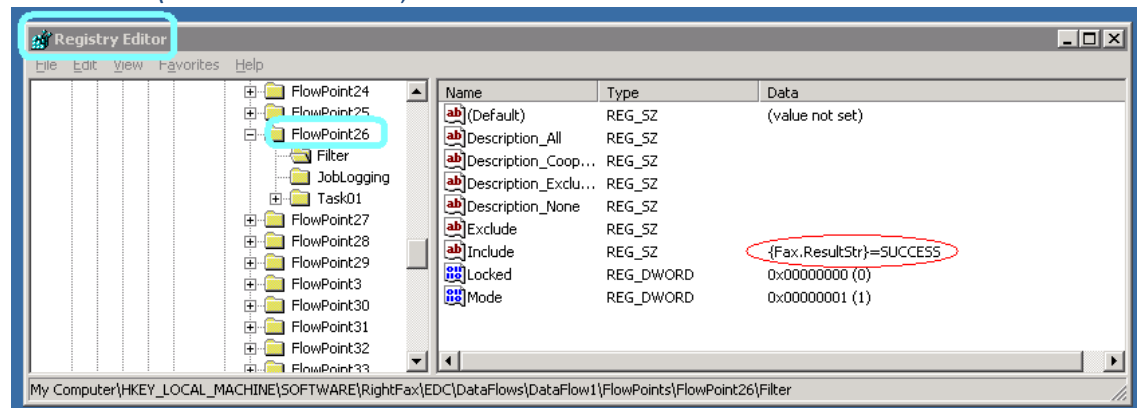 Registry Editor
File Edit View Favorites Help
FlowPoint24
FlowPoint25
FlowPoint26
Filter
JobLogging
Task01
FlowPoint27
FlowPoint28
FlowPoint29
FlowPoint3
FlowPoint30
FlowPoint31
FlowPoint32
FlowPoint33
Name Type Data
(Default) REG_SZ (value not set)
Description_All REG_SZ
Description_Coop... REG_SZ
Description_Exclu... REG_SZ
Description_None REG_SZ
Exclude REG_SZ
Include REG_SZ {Fax.ResultStr}=SUCCESS
Locked REG_DWORD 0x00000000 (0)
Mode REG_DWORD 0x00000001 (1)
My Computer\HKEY_LOCAL_MACHINE\SOFTWARE\RightFax\EDC\DataFlows\DataFlow1\FlowPoints\FlowPoint26\Filter